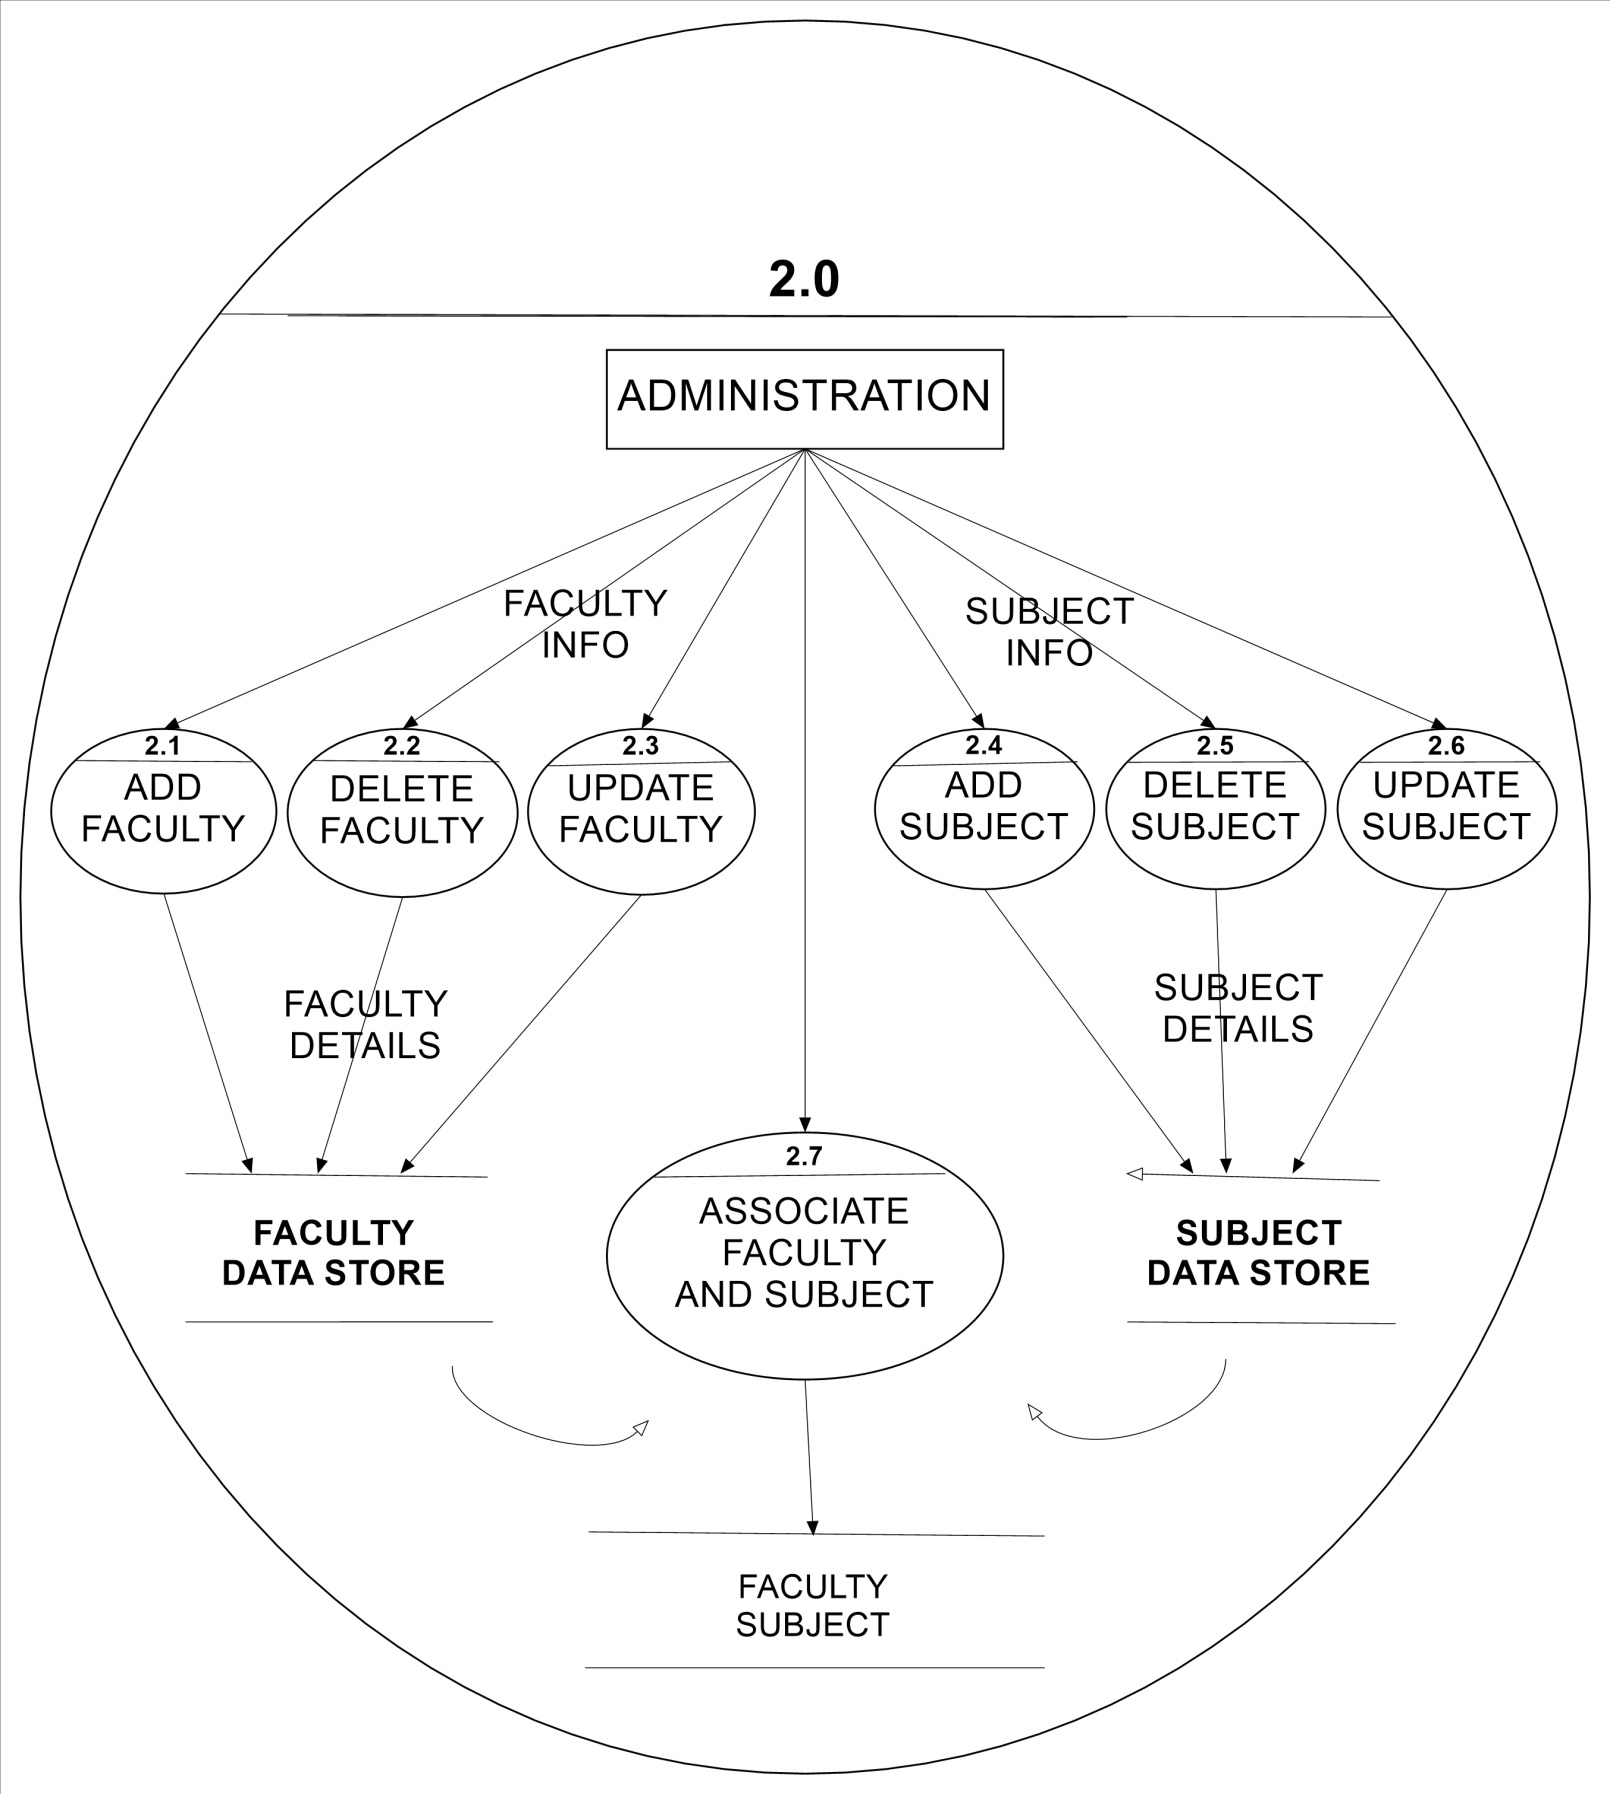 2.0
ADMINISTRATION
FACULTY
INFO
SUBJECT
INFO
2.1
ADD
FACULTY
2.2
DELETE
FACULTY
2.3
UPDATE
FACULTY
2.4
ADD
SUBJECT
2.5
DELETE
SUBJECT
2.6
UPDATE
SUBJECT
FACULTY
DETAILS
SUBJECT
DETAILS
FACULTY
DATA STORE
2.7
ASSOCIATE
FACULTY
AND SUBJECT
SUBJECT
DATA STORE
FACULTY
SUBJECT